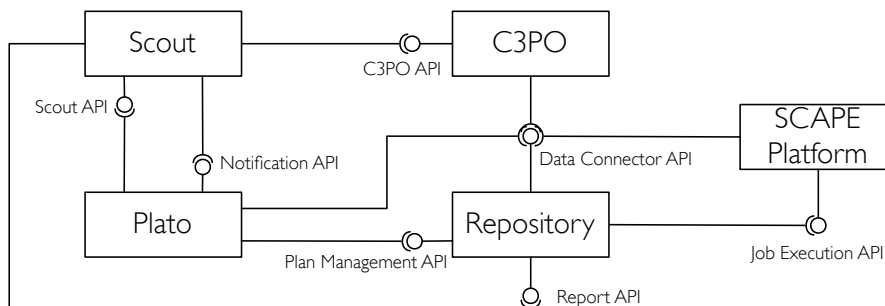 Scout
C3PO
C3PO API
Scout API
SCAPE
Platform
Notification API
Data Connector API
Plato
Repository
Plan Management API
Job Execution API
Report API